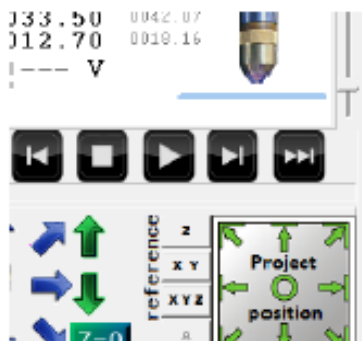 033.50 0042.07
012.70 0018.16
--- V
reference
Z
X Y
X Y Z
Project
position
Z=0